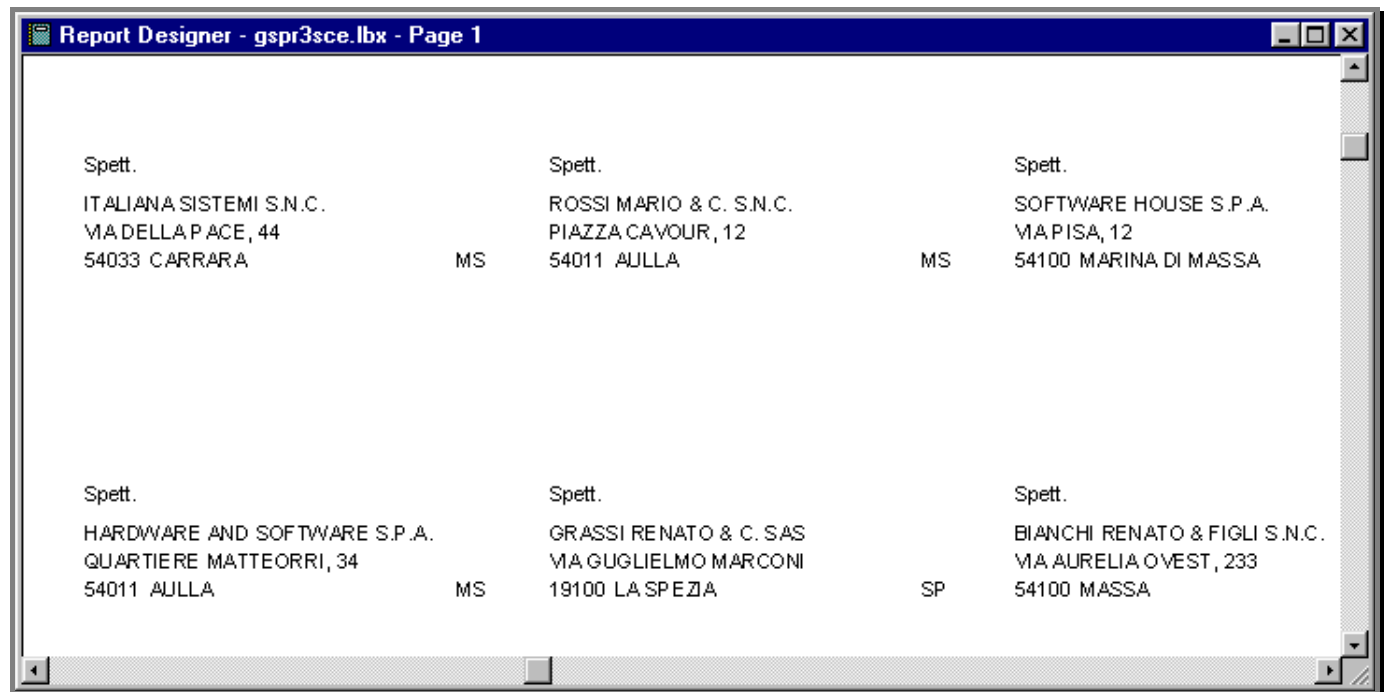 Report Designer - gspr3sce.lbx - Page 1
Spett.
ITALIANA SISTEMI S.N.C.
VIA DELLA PACE, 44
54033 CARRARA MS
Spett.
ROSSI MARIO & C. S.N.C.
PIAZZA CAVOUR, 12
54011 AULLA MS
Spett.
SOFTWARE HOUSE S.P.A.
VIA PISA, 12
54100 MARINA DI MASSA
Spett.
HARDWARE AND SOFTWARE S.P.A.
QUARTIERE MATTEORRI, 34
54011 AULLA MS
Spett.
GRASSI RENATO & C. SAS
VIA GUGLIELMO MARCONI
19100 LA SPEZIA SP
Spett.
BIANCHI RENATO & FIGLI S.N.C.
VIA AURELIA OVEST, 233
54100 MASSA